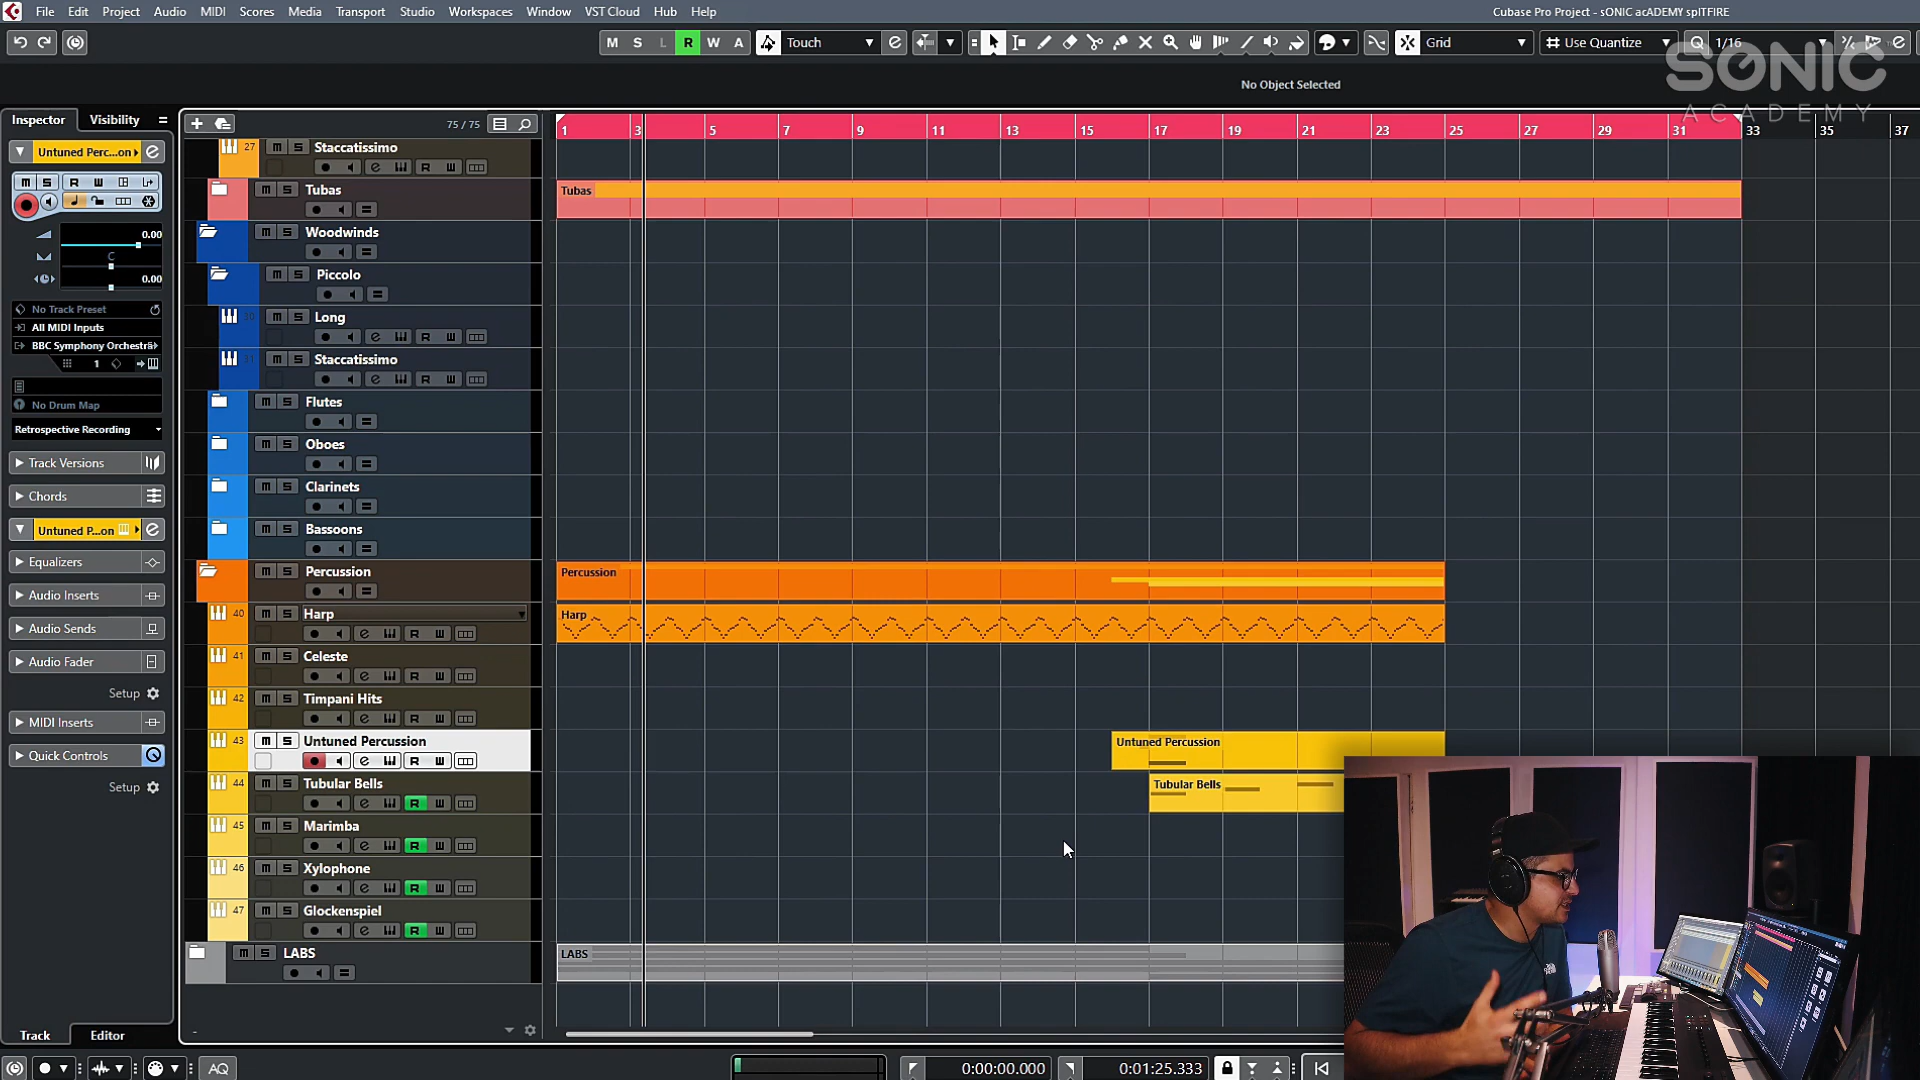 File Edit Project Audio MIDI Scores Media Transport Studio Workspaces Window VST Cloud Hub Help
Cubase Pro Project - sONIC acADEMY spITFIRE
M S L R W A Touch Grid Use Quantize 1/16
SONIC
ACADEMY
No Object Selected
Inspector Visibility
75 / 75
1 3 5 7 9 11 13 15 17 19 21 23 25 27 29 31 33 35 37
Untuned Perc...on
M S R W
0.00
C
0.00
No Track Preset
All MIDI Inputs
BBC Symphony Orchestra
1
No Drum Map
Retrospective Recording
Track Versions
Chords
Untuned P...on
Equalizers
Audio Inserts
Audio Sends
Audio Fader
Setup
MIDI Inserts
Quick Controls
Setup
Track Editor
27 M S Staccatissimo
M S Tubas
Tubas
M S Woodwinds
M S Piccolo
30 M S Long
31 M S Staccatissimo
M S Flutes
M S Oboes
M S Clarinets
M S Bassoons
M S Percussion
Percussion
40 M S Harp
Harp
41 M S Celeste
42 M S Timpani Hits
43 M S Untuned Percussion
Untuned Percussion
44 M S Tubular Bells
Tubular Bells
45 M S Marimba
46 M S Xylophone
47 M S Glockenspiel
M S LABS
LABS
AQ
0:00:00.000
0:01:25.333